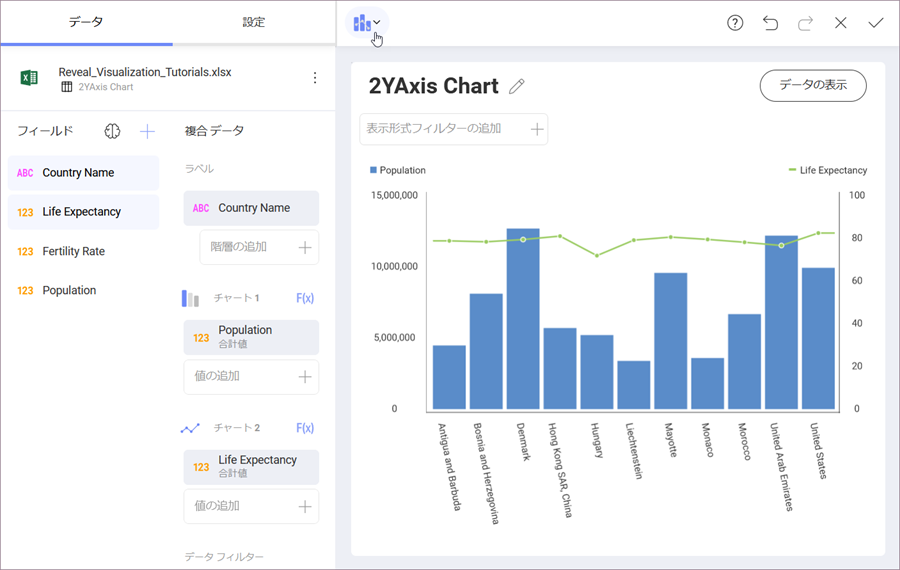 データ
設定
Reveal_Visualization_Tutorials.xlsx
2YAxis Chart
フィールド
ABC Country Name
123 Life Expectancy
123 Fertility Rate
123 Population
複合データ
ラベル
ABC Country Name
階層の追加
チャート 1 F(x)
123 Population
合計値
値の追加
チャート 2 F(x)
123 Life Expectancy
合計値
値の追加
データ フィルター
2YAxis Chart
データの表示
表示形式フィルターの追加
Population
Life Expectancy
15,000,000
10,000,000
5,000,000
0
100
80
60
40
20
0
Antigua and Barbuda
Bosnia and Herzegovina
Denmark
Hong Kong SAR, China
Hungary
Liechtenstein
Mayotte
Monaco
Morocco
United Arab Emirates
United States